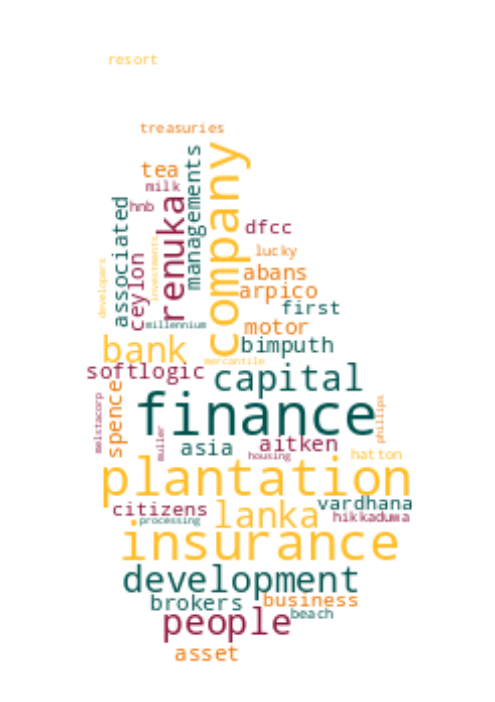 resort
treasuries
tea
milk
hnb
renuka
managements
company
associated
ceylon
investments
developers
dfcc
lucky
abans
arpico
first
motor
millennium
bimputh
bank
mercantile
softlogic
capital
spence
melstacorp
finance
phillips
muller
asia
aitken
housing
hatton
plantation
citizens
lanka
vardhana
hikkaduwa
processing
insurance
development
brokers
business
beach
people
asset